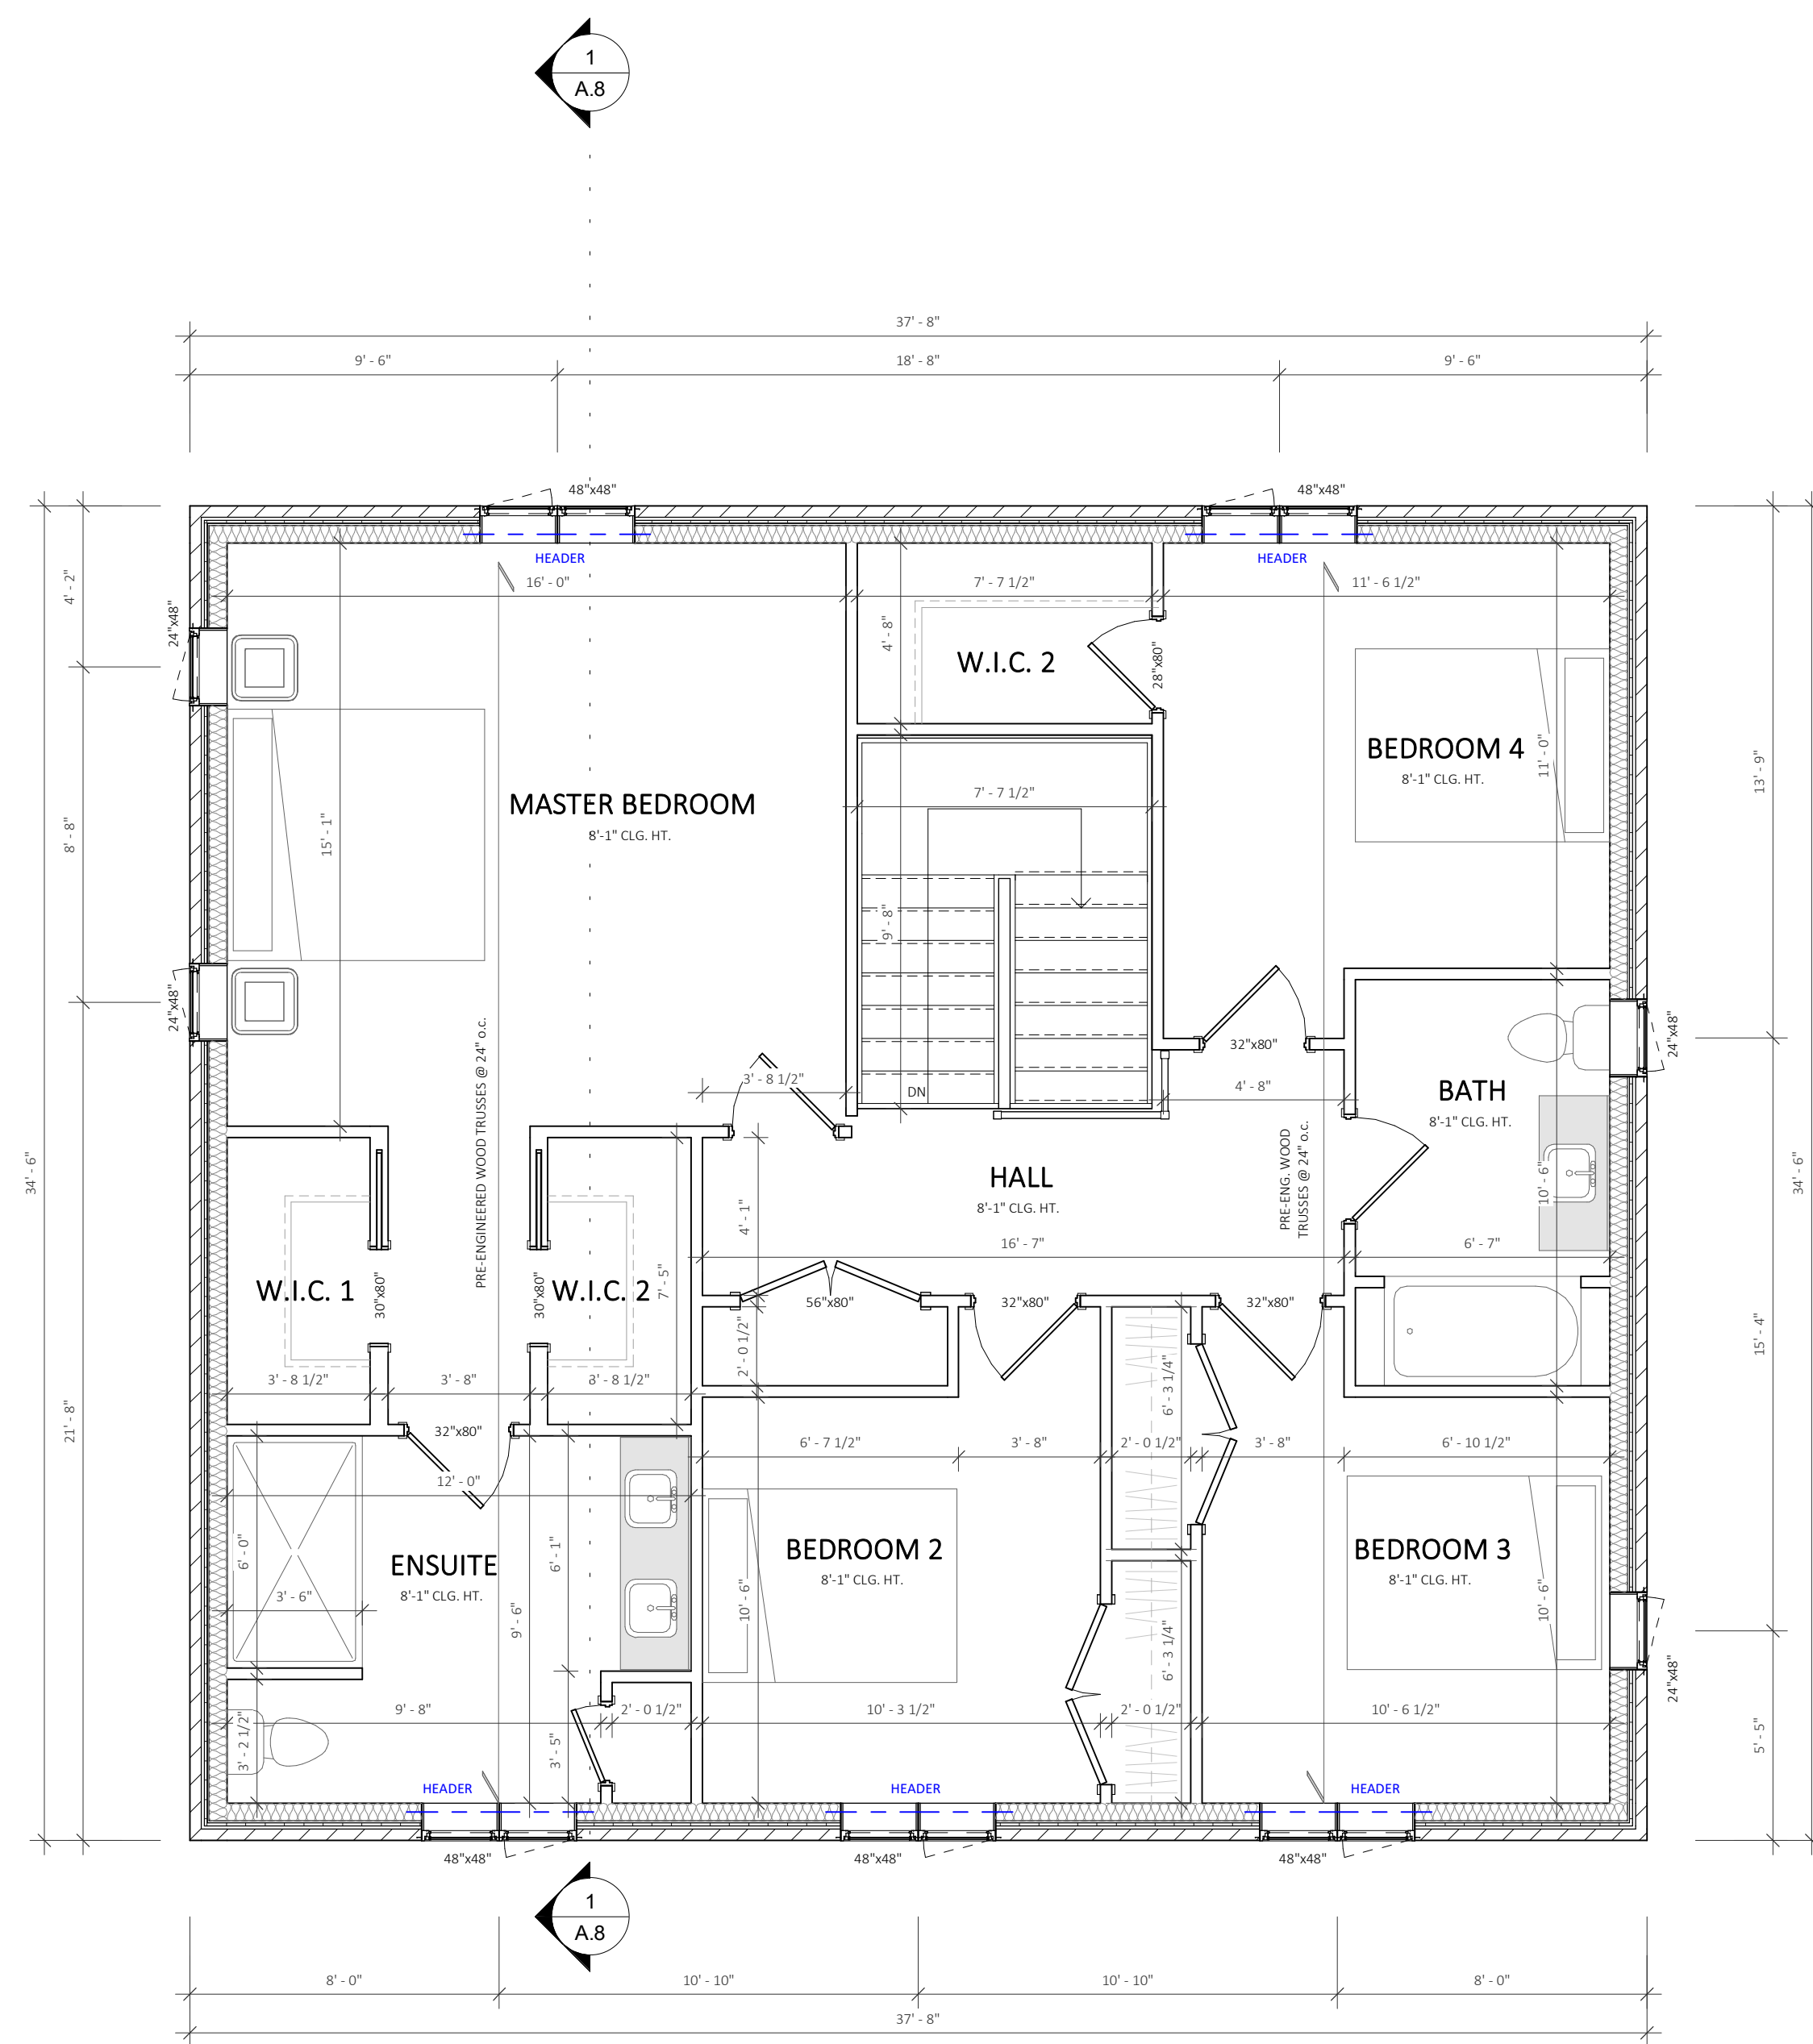 1
A.8
37' - 8"
9' - 6"
18' - 8"
9' - 6"
48"x48"
48"x48"
HEADER
HEADER
16' - 0"
7' - 7 1/2"
11' - 6 1/2"
4' - 2"
24"x48"
4' - 8"
W.I.C. 2
28"x80"
BEDROOM 4
8'-1" CLG. HT.
11' - 0"
13' - 9"
MASTER BEDROOM
8'-1" CLG. HT.
15' - 1"
8' - 8"
7' - 7 1/2"
9' - 8"
24"x48"
PRE-ENGINEERED WOOD TRUSSES @ 24" o.c.
3' - 8 1/2"
DN
32"x80"
4' - 8"
24"x48"
BATH
8'-1" CLG. HT.
10' - 6"
34' - 6"
34' - 6"
HALL
8'-1" CLG. HT.
PRE-ENG. WOOD
TRUSSES @ 24" o.c.
4' - 1"
16' - 7"
6' - 7"
W.I.C. 1
30"x80"
30"x80"
W.I.C. 2
7' - 5"
56"x80"
32"x80"
32"x80"
2' - 0 1/2"
15' - 4"
3' - 8 1/2"
3' - 8"
3' - 8 1/2"
6' - 3 1/4"
21' - 8"
32"x80"
6' - 7 1/2"
3' - 8"
2' - 0 1/2"
3' - 8"
6' - 10 1/2"
12' - 0"
6' - 0"
ENSUITE
8'-1" CLG. HT.
3' - 6"
6' - 1"
9' - 6"
BEDROOM 2
8'-1" CLG. HT.
10' - 6"
BEDROOM 3
8'-1" CLG. HT.
10' - 6"
6' - 3 1/4"
24"x48"
9' - 8"
2' - 0 1/2"
10' - 3 1/2"
2' - 0 1/2"
10' - 6 1/2"
3' - 2 1/2"
3' - 5"
5' - 5"
HEADER
HEADER
HEADER
48"x48"
48"x48"
48"x48"
1
A.8
8' - 0"
10' - 10"
10' - 10"
8' - 0"
37' - 8"